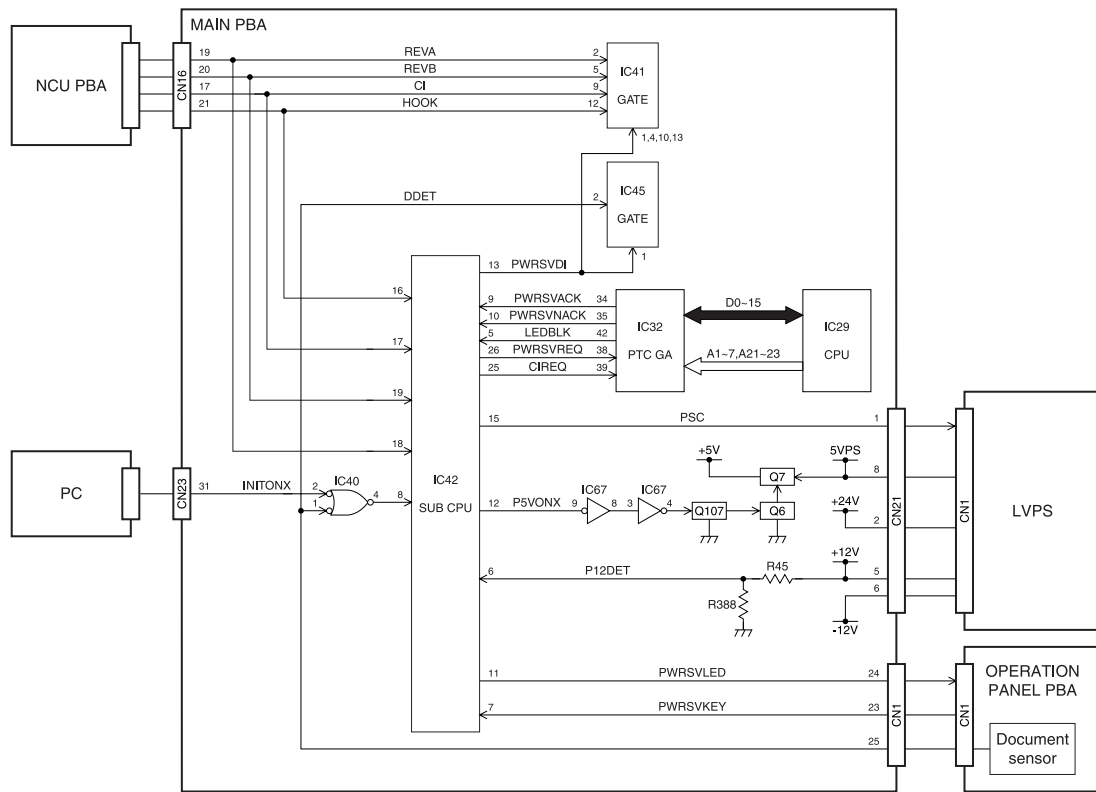 MAIN PBA
NCU PBA
CN16
19 REVA 2
20 REVB 5
17 CI 9
21 HOOK 12
IC41
GATE
1,4,10,13
DDET 2
IC45
GATE
1
13 PWRSVDI
16
17
19
18
9 PWRSVACK 34
10 PWRSVNACK 35
5 LEDBLK 42
26 PWRSVREQ 38
25 CIREQ 39
IC32
PTC GA
D0~15
A1~7,A21~23
IC29
CPU
15 PSC 1
PC
CN23
31 INITONX 2
1
IC40
4
8
IC42
SUB CPU
12 P5VONX 9
IC67
8
3
IC67
4
Q107
Q6
Q7
+5V
5VPS
8
+24V
2
+12V
5
6
-12V
CN21
CN1
LVPS
6 P12DET
R45
R388
11 PWRSVLED 24
7 PWRSVKEY 23
25
CN1
CN1
OPERATION
PANEL PBA
Document
sensor